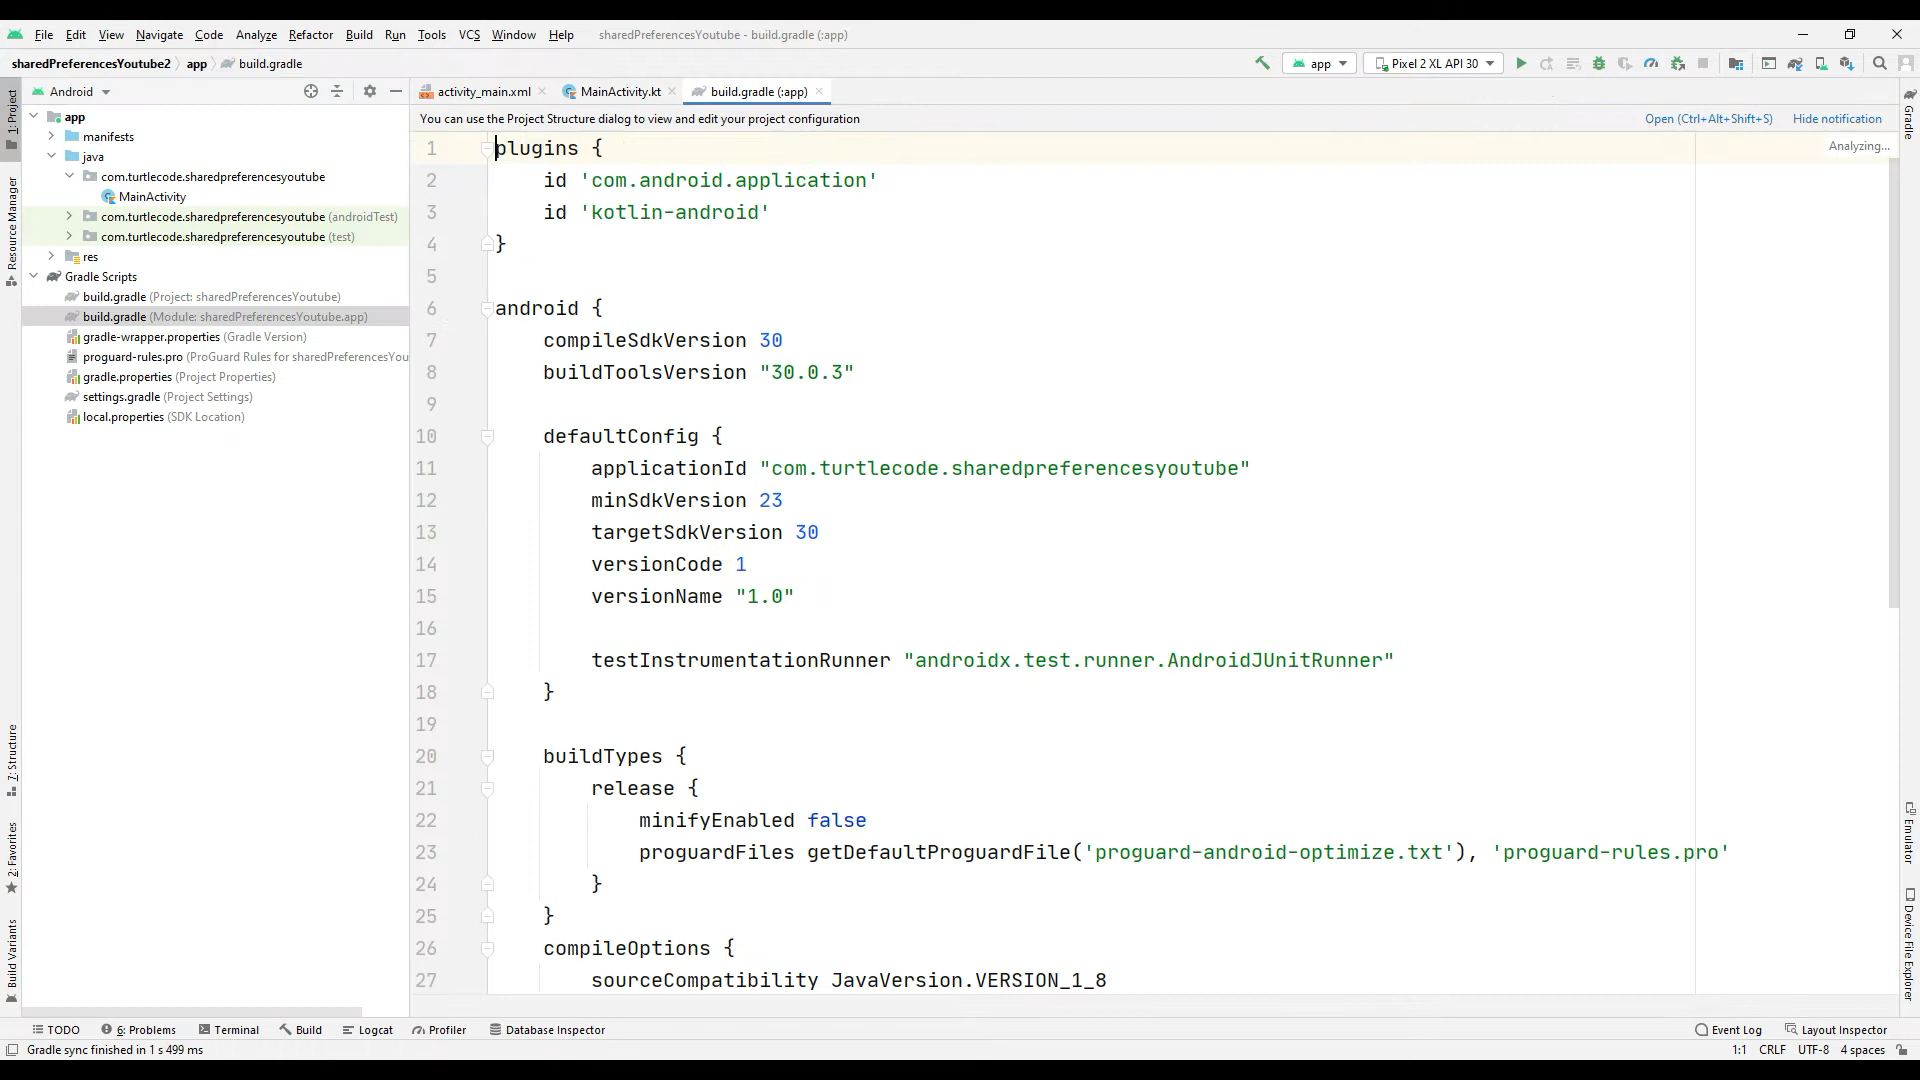 File Edit View Navigate Code Analyze Refactor Build Run Tools VCS Window Help sharedPreferencesYoutube - build.gradle (:app)
sharedPreferencesYoutube2 app build.gradle app Pixel 2 XL API 30
Android activity_main.xml MainActivity.kt build.gradle (:app)
You can use the Project Structure dialog to view and edit your project configuration Open (Ctrl+Alt+Shift+S) Hide notification
Analyzing...
1: Project
Resource Manager
7: Structure
2: Favorites
Build Variants
app
manifests
java
com.turtlecode.sharedpreferencesyoutube
MainActivity
com.turtlecode.sharedpreferencesyoutube (androidTest)
com.turtlecode.sharedpreferencesyoutube (test)
res
Gradle Scripts
build.gradle (Project: sharedPreferencesYoutube)
build.gradle (Module: sharedPreferencesYoutube.app)
gradle-wrapper.properties (Gradle Version)
proguard-rules.pro (ProGuard Rules for sharedPreferencesYou
gradle.properties (Project Properties)
settings.gradle (Project Settings)
local.properties (SDK Location)
1 plugins {
2 id 'com.android.application'
3 id 'kotlin-android'
4 }
5
6 android {
7 compileSdkVersion 30
8 buildToolsVersion "30.0.3"
9
10 defaultConfig {
11 applicationId "com.turtlecode.sharedpreferencesyoutube"
12 minSdkVersion 23
13 targetSdkVersion 30
14 versionCode 1
15 versionName "1.0"
16
17 testInstrumentationRunner "androidx.test.runner.AndroidJUnitRunner"
18 }
19
20 buildTypes {
21 release {
22 minifyEnabled false
23 proguardFiles getDefaultProguardFile('proguard-android-optimize.txt'), 'proguard-rules.pro'
24 }
25 }
26 compileOptions {
27 sourceCompatibility JavaVersion.VERSION_1_8
Gradle
Emulator
Device File Explorer
TODO 6: Problems Terminal Build Logcat Profiler Database Inspector Event Log Layout Inspector
Gradle sync finished in 1 s 499 ms 1:1 CRLF UTF-8 4 spaces